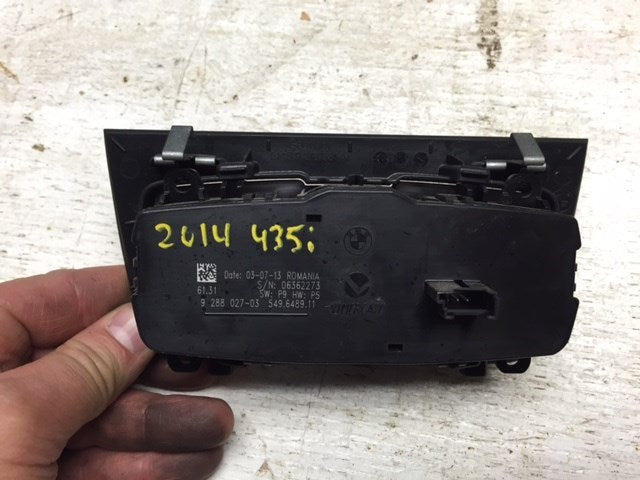 2014 435i
Date: 03-07-13 ROMANIA
S/N: 06362273
61.31
SW: P9 HW: P5
9 288 027-03 549.6489.11